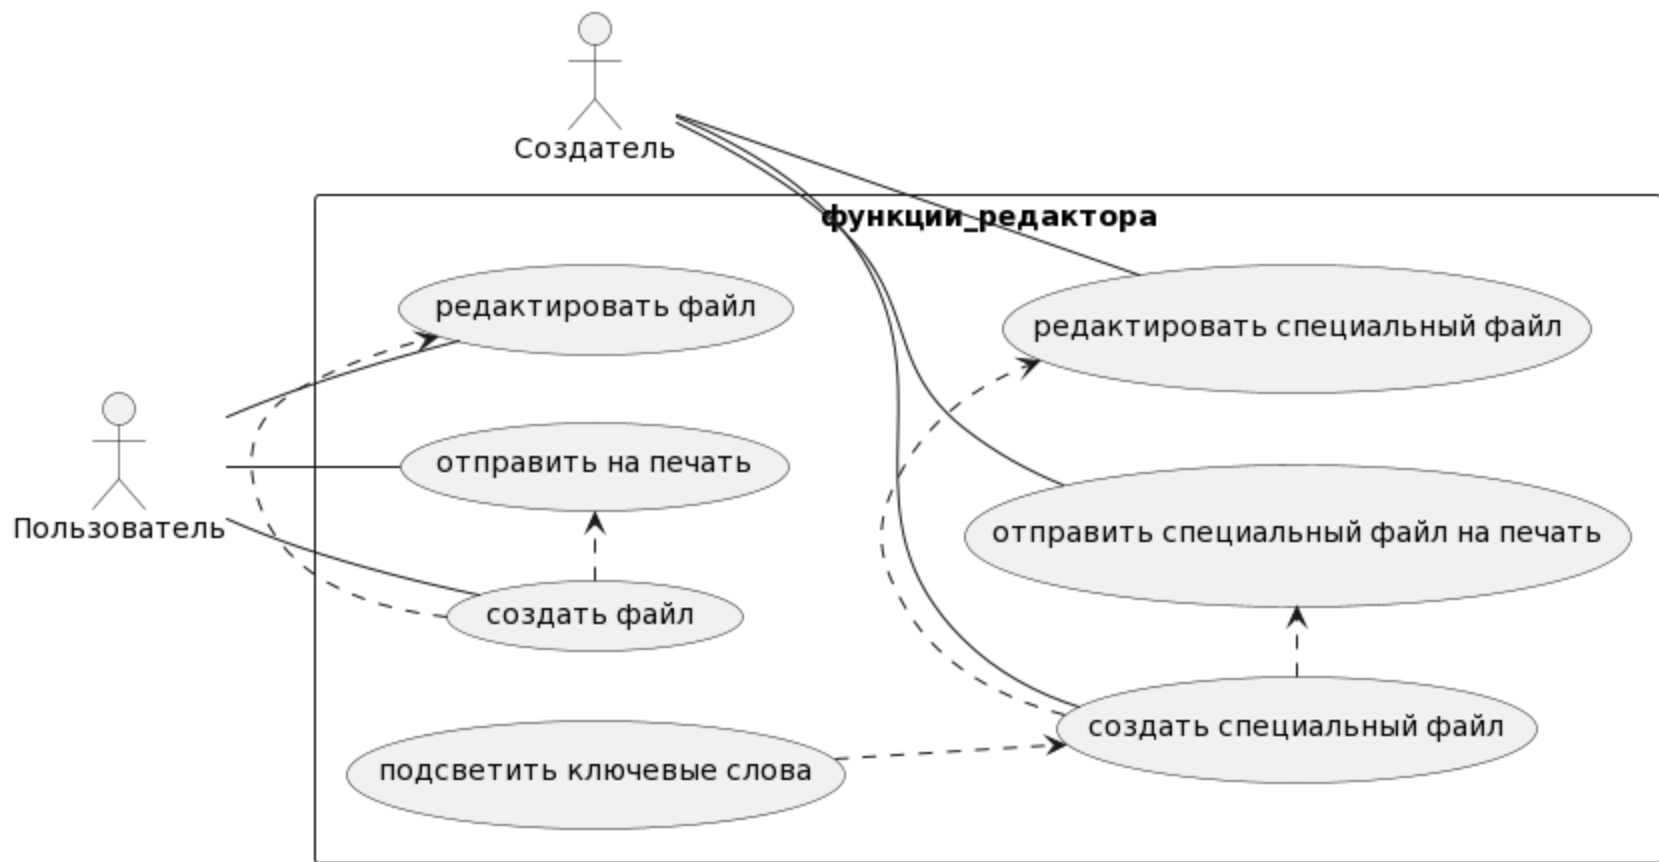 Создатель
функции_редактора
редактировать файл
редактировать специальный файл
отправить на печать
Пользователь
отправить специальный файл на печать
создать файл
создать специальный файл
подсветить ключевые слова